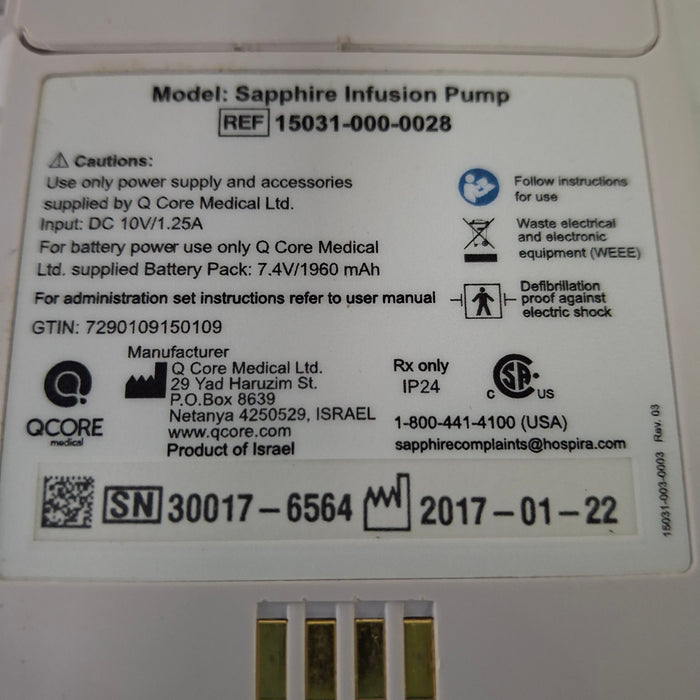 Model: Sapphire Infusion Pump
REF 15031-000-0028
Cautions:
Use only power supply and accessories
supplied by Q Core Medical Ltd.
Input: DC 10V/1.25A
For battery power use only Q Core Medical
Ltd. supplied Battery Pack: 7.4V/1960 mAh
For administration set instructions refer to user manual
GTIN: 7290109150109
Follow instructions
for use
Waste electrical
and electronic
equipment (WEEE)
Defibrillation
proof against
electric shock
QCORE
medical
Manufacturer
Q Core Medical Ltd.
29 Yad Haruzim St.
P.O.Box 8639
Netanya 4250529, ISRAEL
www.qcore.com
Product of Israel
Rx only
IP24
C SA US
1-800-441-4100 (USA)
sapphirecomplaints@hospira.com
SN 30017-6564 2017-01-22
15031-003-0003 Rev. 03